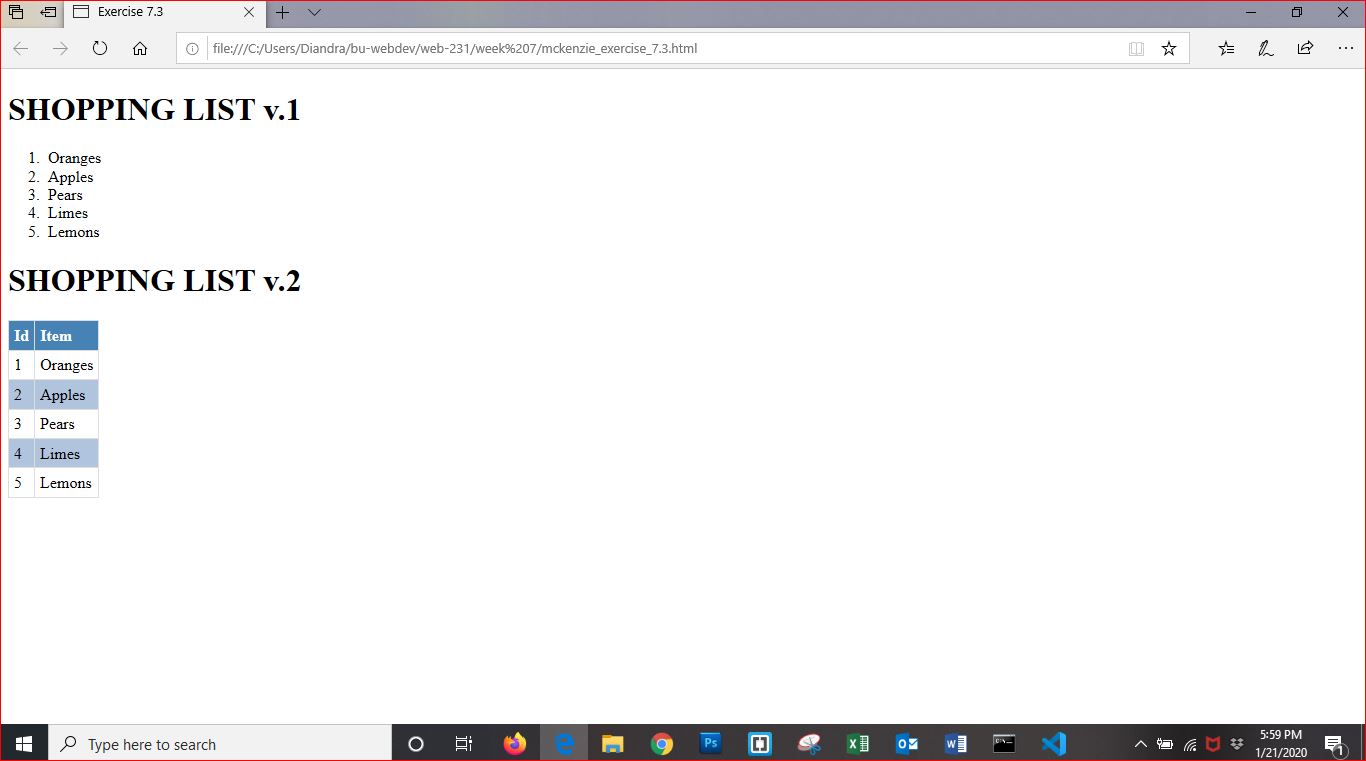 Exercise 7.3
file:///C:/Users/Diandra/bu-webdev/web-231/week%207/mckenzie_exercise_7.3.html
SHOPPING LIST v.1
1. Oranges
2. Apples
3. Pears
4. Limes
5. Lemons
SHOPPING LIST v.2
Id Item
1 Oranges
2 Apples
3 Pears
4 Limes
5 Lemons
Type here to search
Ps
5:59 PM
1/21/2020
1